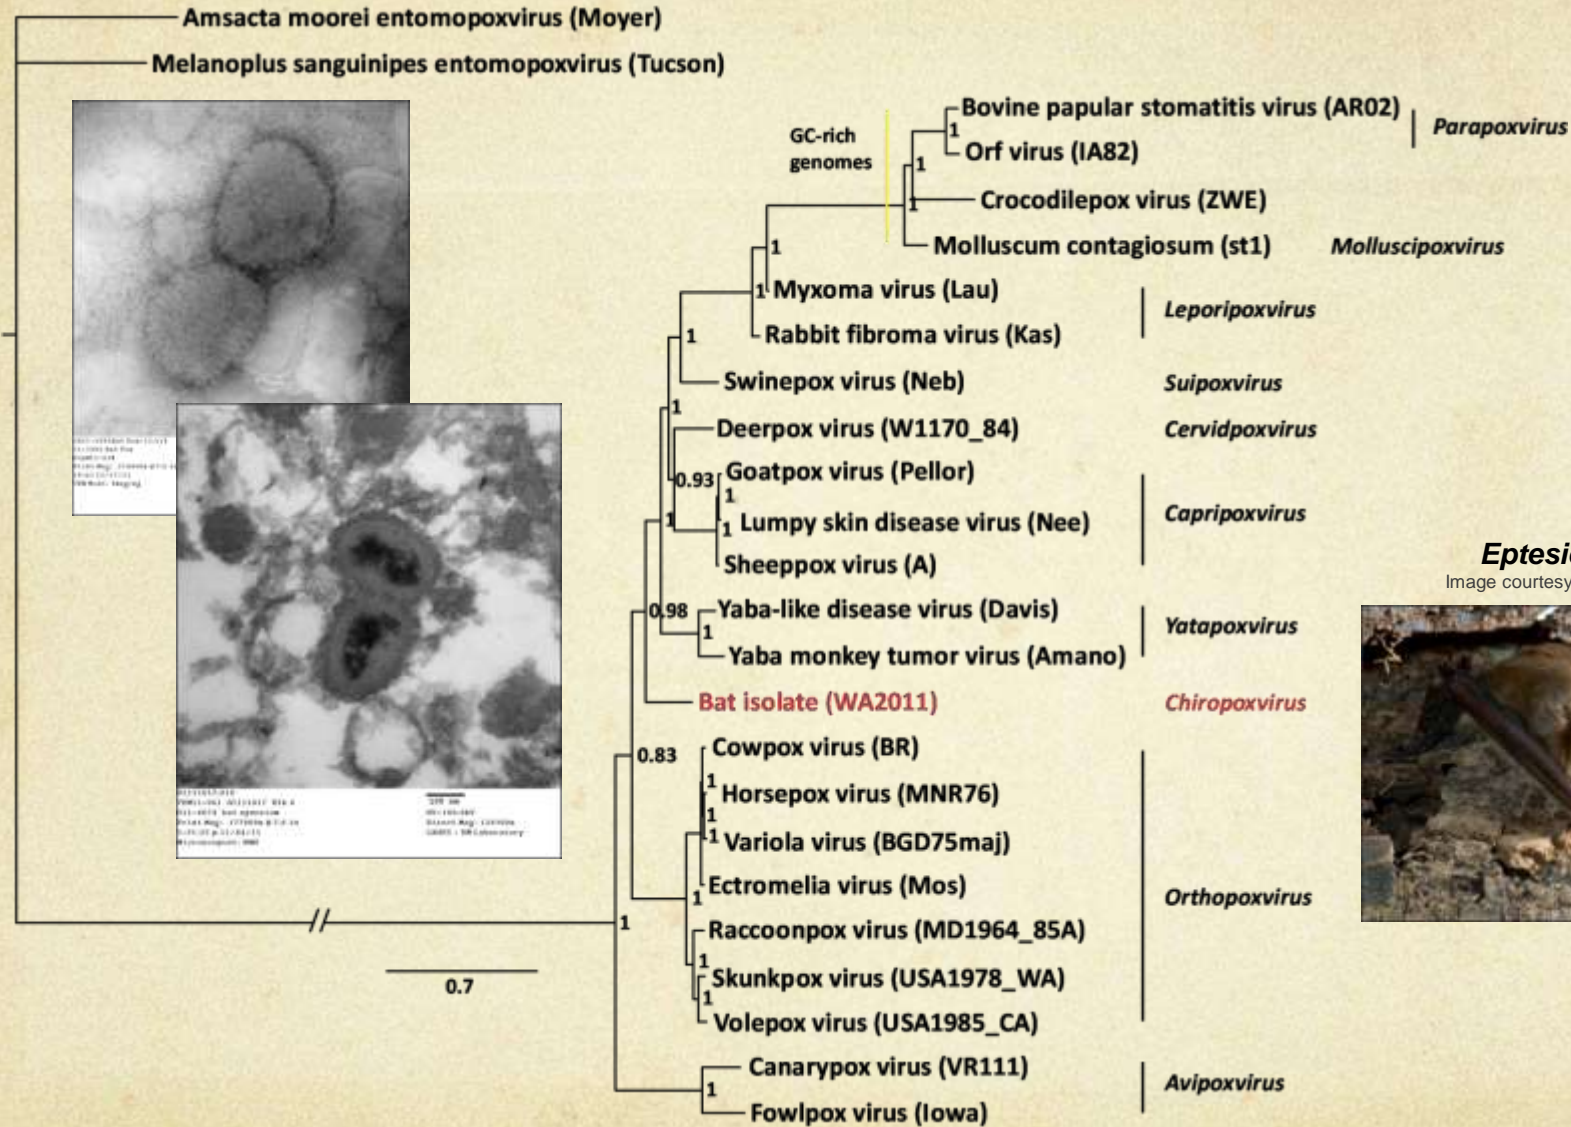 Amsacta moorei entomopoxvirus (Moyer)
Melanoplus sanguinipes entomopoxvirus (Tucson)
GC-rich
genomes
Bovine papular stomatitis virus (AR02)
1
Parapoxvirus
Orf virus (IA82)
1
Crocodilepox virus (ZWE)
1
Molluscum contagiosum (st1)
Molluscipoxvirus
1
1
Myxoma virus (Lau)
Leporipoxvirus
Rabbit fibroma virus (Kas)
1
Swinepox virus (Neb)
Suipoxvirus
1
Deerpox virus (W1170_84)
Cervidpoxvirus
0.93
Goatpox virus (Pellor)
1
1
1
Lumpy skin disease virus (Nee)
Capripoxvirus
Sheeppox virus (A)
Eptesic
Image courtesy
0.98
Yaba-like disease virus (Davis)
1
Yatapoxvirus
Yaba monkey tumor virus (Amano)
Bat isolate (WA2011)
Chiropoxvirus
0.83
Cowpox virus (BR)
1
Horsepox virus (MNR76)
1
1
Variola virus (BGD75maj)
Ectromelia virus (Mos)
1
Orthopoxvirus
1
Raccoonpox virus (MD1964_85A)
1
Skunkpox virus (USA1978_WA)
1
Volepox virus (USA1985_CA)
0.7
Canarypox virus (VR111)
1
Avipoxvirus
Fowlpox virus (Iowa)